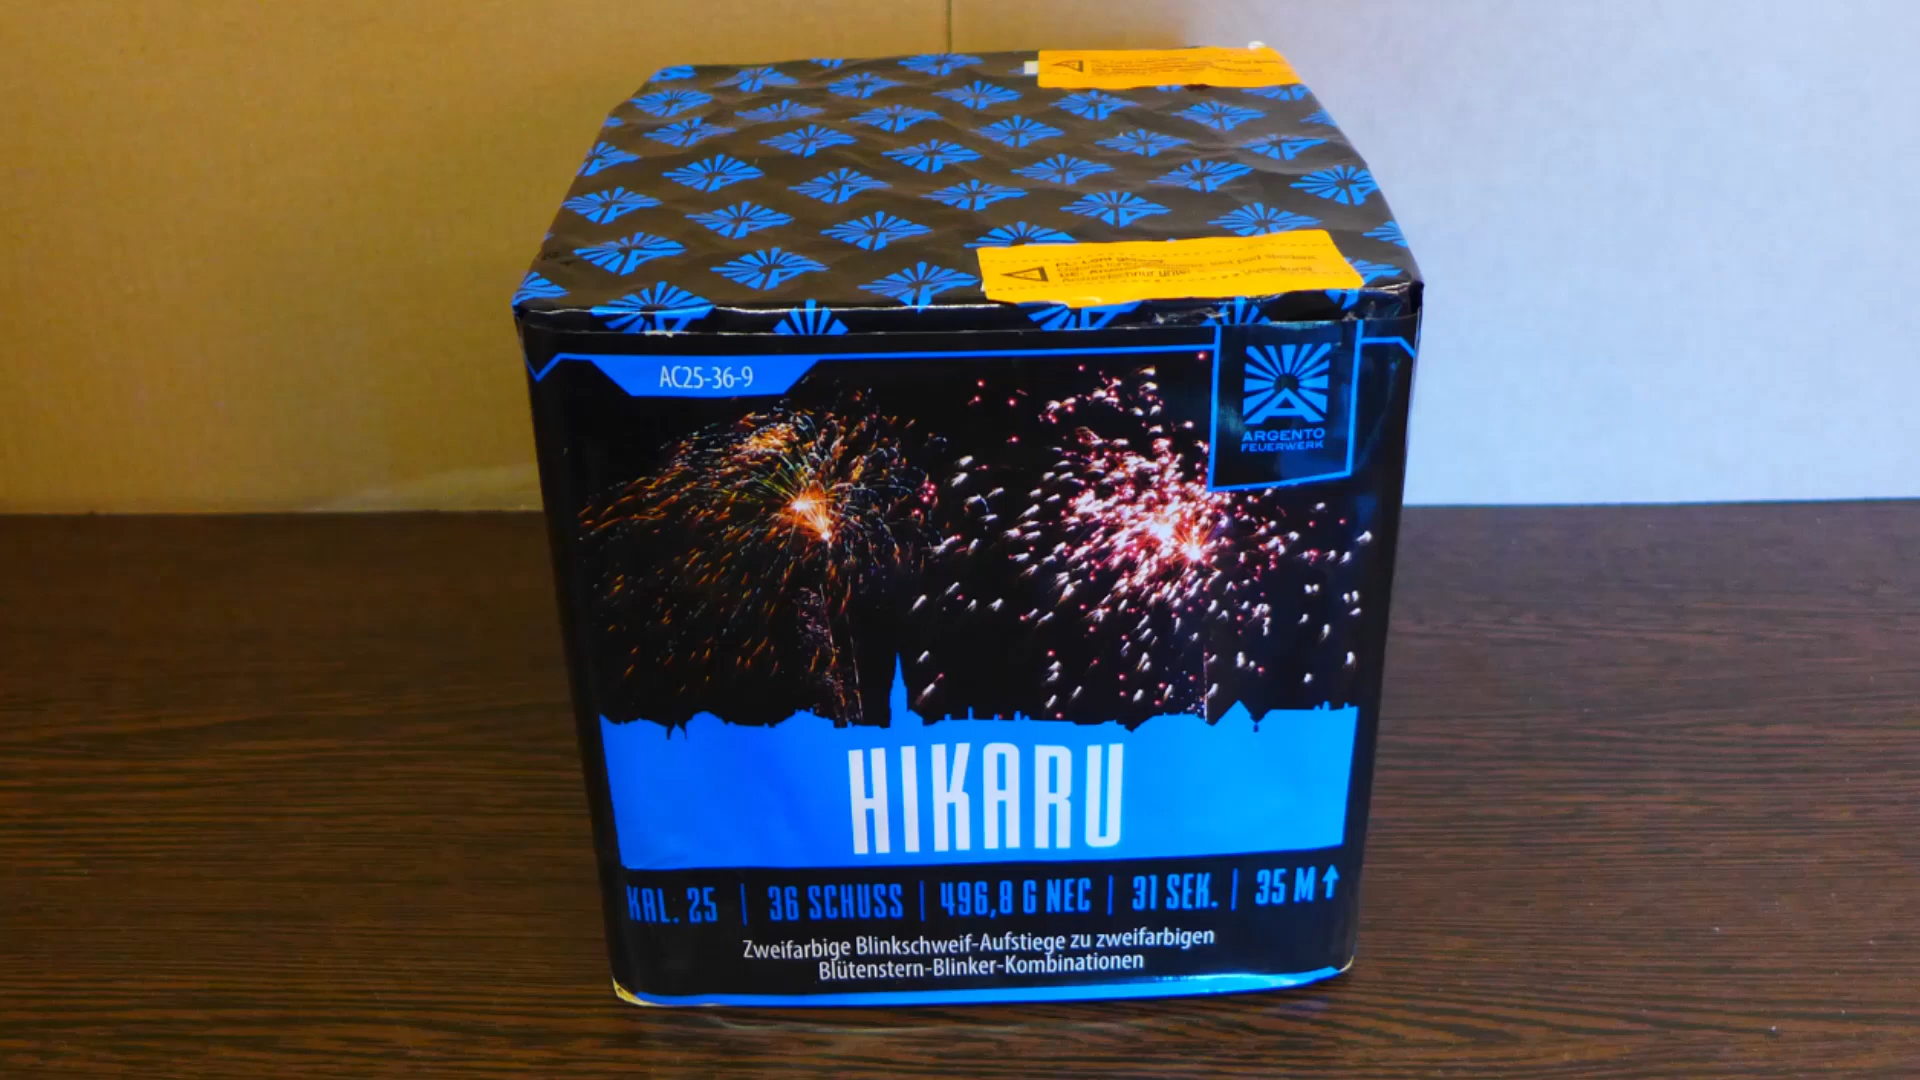 AC25-36-9
ARGENTO
FEUERWERK
HIKARU
KAL. 25 | 36 SCHUSS | 496,8 G NEC | 31 SEK. | 35 M ↑
Zweifarbige Blinkschweif-Aufstiege zu zweifarbigen
Blütenstern-Blinker-Kombinationen